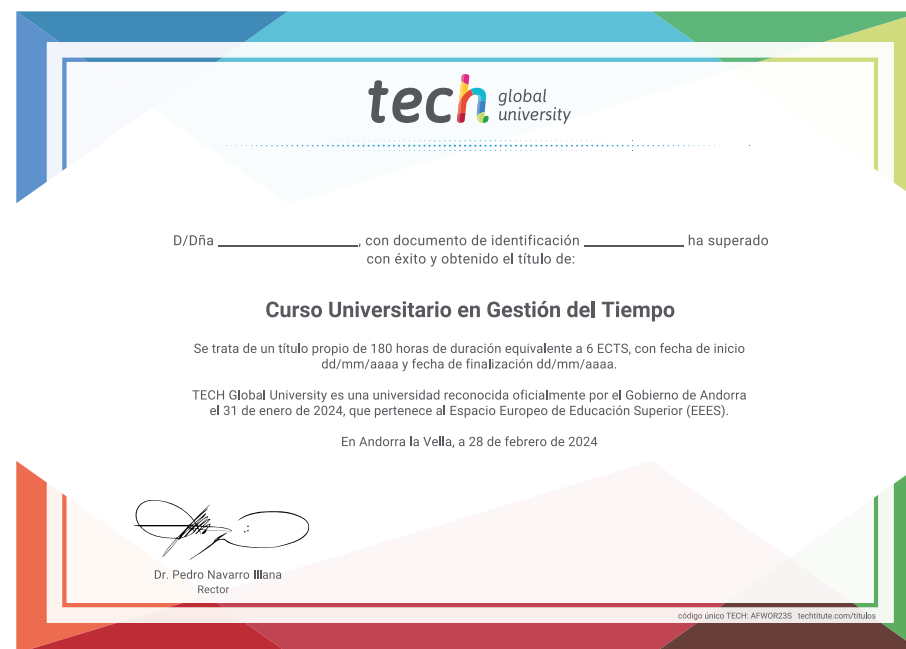 tech global university
D/Dña ____________________, con documento de identificación ______________ ha superado
con éxito y obtenido el título de:
Curso Universitario en Gestión del Tiempo
Se trata de un título propio de 180 horas de duración equivalente a 6 ECTS, con fecha de inicio
dd/mm/aaaa y fecha de finalización dd/mm/aaaa.
TECH Global University es una universidad reconocida oficialmente por el Gobierno de Andorra
el 31 de enero de 2024, que pertenece al Espacio Europeo de Educación Superior (EEES).
En Andorra la Vella, a 28 de febrero de 2024
Dr. Pedro Navarro Illana
Rector
código único TECH: AFWOR23S techtitute.com/titulos